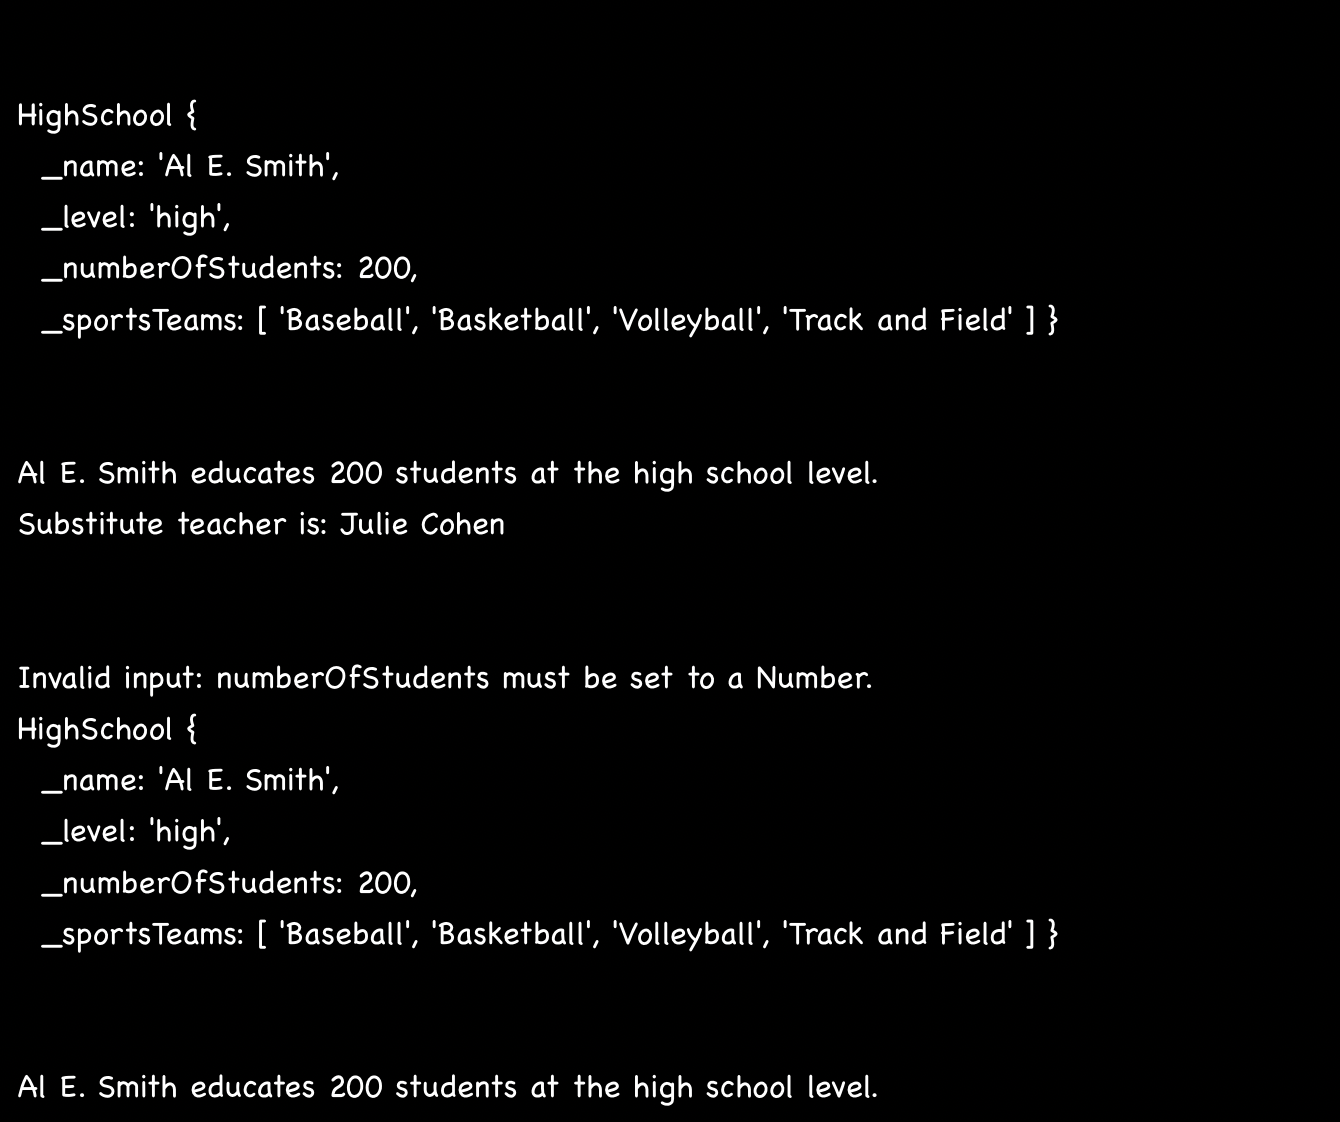 HighSchool {
  _name: 'Al E. Smith',
  _level: 'high',
  _numberOfStudents: 200,
  _sportsTeams: [ 'Baseball', 'Basketball', 'Volleyball', 'Track and Field' ] }
Al E. Smith educates 200 students at the high school level.
Substitute teacher is: Julie Cohen
Invalid input: numberOfStudents must be set to a Number.
HighSchool {
  _name: 'Al E. Smith',
  _level: 'high',
  _numberOfStudents: 200,
  _sportsTeams: [ 'Baseball', 'Basketball', 'Volleyball', 'Track and Field' ] }
Al E. Smith educates 200 students at the high school level.